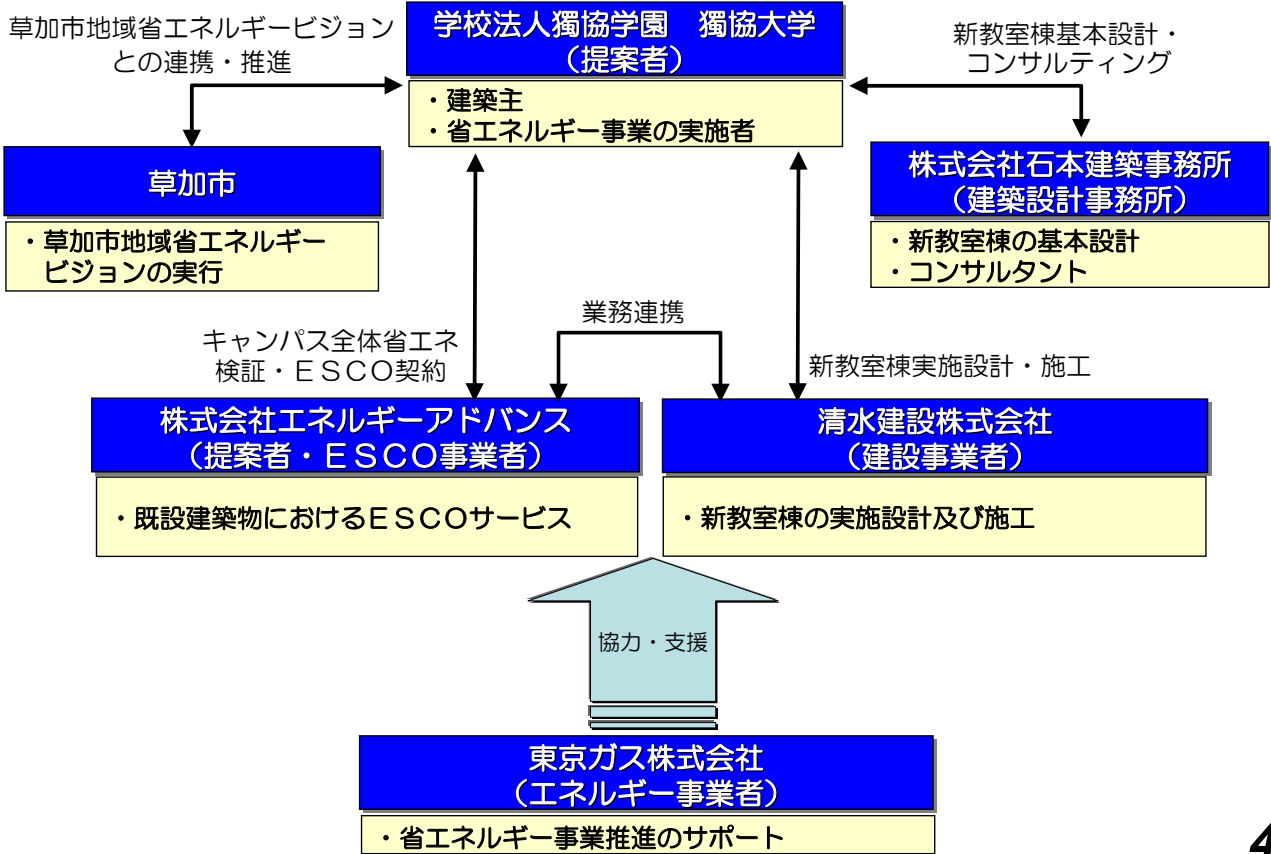 草加市地域省エネルギービジョン
との連携・推進
学校法人獨協学園　獨協大学
（提案者）
・建築主
・省エネルギー事業の実施者
新教室棟基本設計・
コンサルティング
草加市
・草加市地域省エネルギー
ビジョンの実行
株式会社石本建築事務所
（建築設計事務所）
・新教室棟の基本設計
・コンサルタント
キャンパス全体省エネ
検証・ＥＳＣＯ契約
業務連携
新教室棟実施設計・施工
株式会社エネルギーアドバンス
（提案者・ＥＳＣＯ事業者）
・既設建築物におけるＥＳＣＯサービス
清水建設株式会社
（建設事業者）
・新教室棟の実施設計及び施工
協力・支援
東京ガス株式会社
（エネルギー事業者）
・省エネルギー事業推進のサポート
4